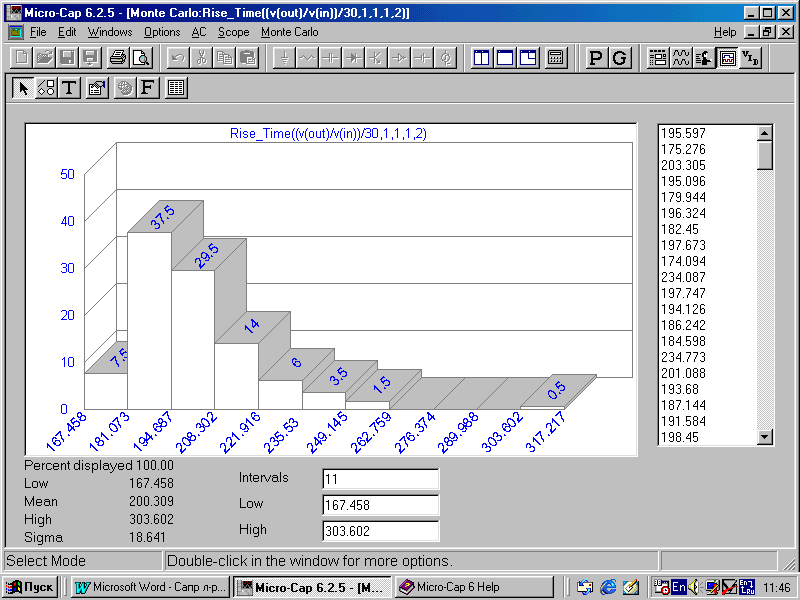 Micro-Cap 6.2.5 - [Monte Carlo:Rise_Time((v(out)/v(in))/30,1,1,1,2)]
File Edit Windows Options AC Scope Monte Carlo Help
P G
T F
Rise_Time((v(out)/v(in))/30,1,1,1,2)
50
40
30
20
10
0
7.5 37.5 29.5 14 6 3.5 1.5 0.5
167.458 181.073 194.687 208.302 221.916 235.53 249.145 262.759 276.374 289.988 303.602 317.217
195.597
175.276
203.305
195.096
179.944
196.324
182.45
197.673
174.094
234.087
197.747
194.126
186.242
184.598
234.773
201.088
193.68
187.144
191.584
198.45
Percent displayed 100.00
Low 167.458
Mean 200.309
High 303.602
Sigma 18.641
Intervals 11
Low 167.458
High 303.602
Select Mode Double-click in the window for more options.
Пуск Microsoft Word - Сапр л-р... Micro-Cap 6.2.5 - [M... Micro-Cap 6 Help En 11:46